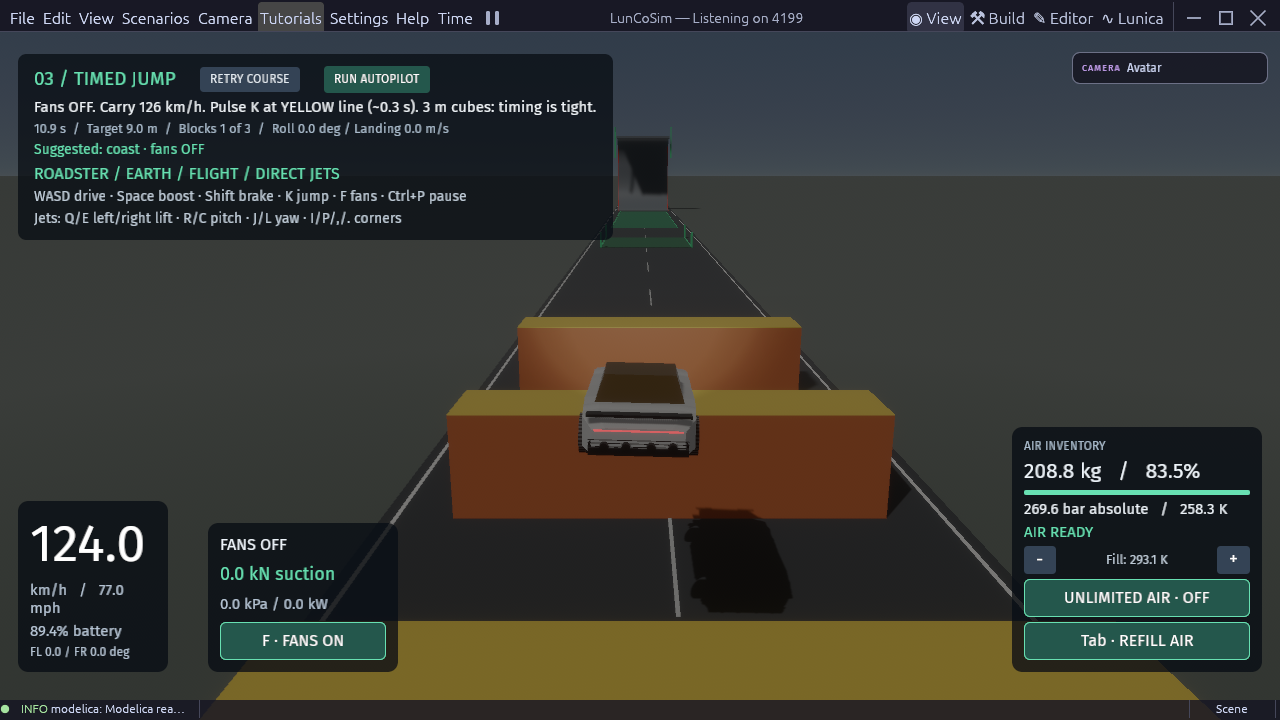 File Edit View Scenarios Camera Tutorials Settings Help Time
LunCoSim — Listening on 4199
View Build Editor Lunica
03 / TIMED JUMP RETRY COURSE RUN AUTOPILOT
Fans OFF. Carry 126 km/h. Pulse K at YELLOW line (~0.3 s). 3 m cubes: timing is tight.
10.9 s / Target 9.0 m / Blocks 1 of 3 / Roll 0.0 deg / Landing 0.0 m/s
Suggested: coast · fans OFF
ROADSTER / EARTH / FLIGHT / DIRECT JETS
WASD drive · Space boost · Shift brake · K jump · F fans · Ctrl+P pause
Jets: Q/E left/right lift · R/C pitch · J/L yaw · I/P/,/. corners
CAMERA Avatar
124.0
km/h / 77.0
mph
89.4% battery
FL 0.0 / FR 0.0 deg
FANS OFF
0.0 kN suction
0.0 kPa / 0.0 kW
F · FANS ON
AIR INVENTORY
208.8 kg / 83.5%
269.6 bar absolute / 258.3 K
AIR READY
- Fill: 293.1 K +
UNLIMITED AIR · OFF
Tab · REFILL AIR
INFO modelica: Modelica rea...
Scene